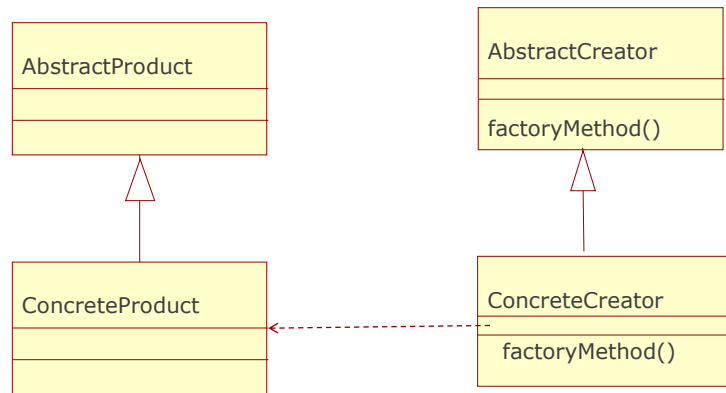 AbstractProduct
AbstractCreator
factoryMethod()
ConcreteProduct
ConcreteCreator
factoryMethod()